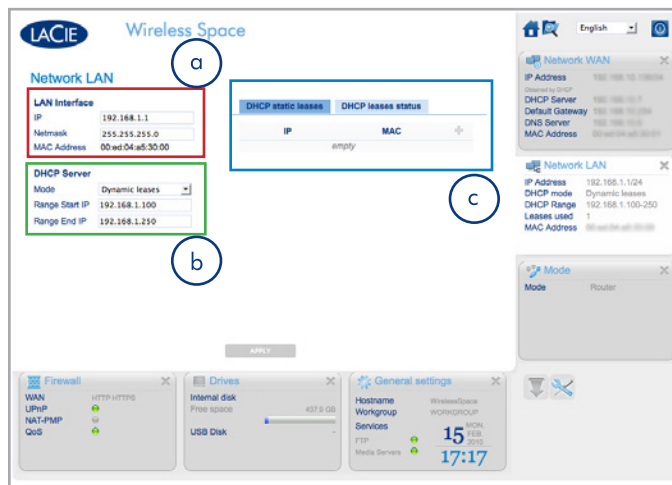 LACIE
Wireless Space
English
a
Network LAN
LAN Interface
IP 192.168.1.1
Netmask 255.255.255.0
MAC Address 00:ed:04:a5:30:00
DHCP Server
Mode Dynamic leases
Range Start IP 192.168.1.100
Range End IP 192.168.1.250
b
DHCP static leases DHCP leases status
IP MAC
empty
c
APPLY
Network WAN
IP Address
Obtained by DHCP
DHCP Server
Default Gateway
DNS Server
MAC Address
Network LAN
IP Address 192.168.1.1/24
DHCP mode Dynamic leases
DHCP Range 192.168.1.100-250
Leases used 1
MAC Address
Mode
Mode Router
Firewall
WAN HTTP HTTPS
UPnP
NAT-PMP
QoS
Drives
Internal disk
Free space 437.8 GB
USB Disk -
General settings
Hostname WirelessSpace
Workgroup WORKGROUP
Services
FTP
Media Servers
15 MON.
FEB.
2010
17:17